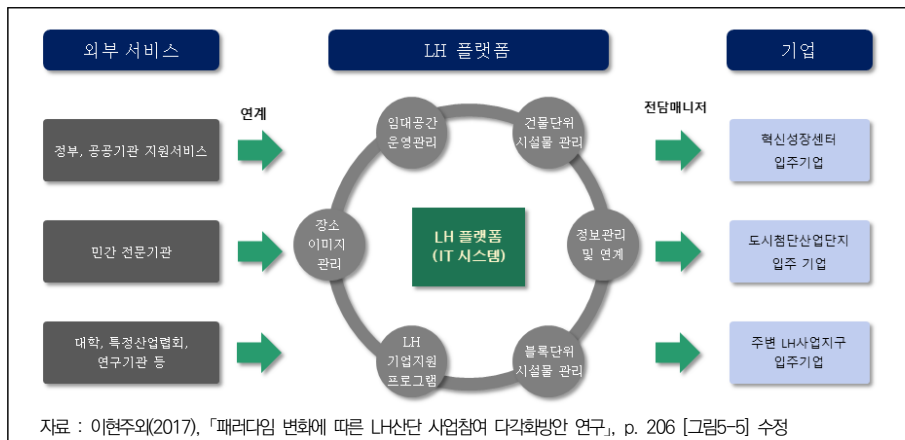 외부 서비스
LH 플랫폼
기업
연계
전담매니저
정부, 공공기관 지원서비스
민간 전문기관
대학, 특정산업협회,
연구기관 등
임대공간
운영관리
건물단위
시설물 관리
장소
이미지
관리
LH 플랫폼
(IT 시스템)
정보관리
및 연계
LH
기업지원
프로그램
블록단위
시설물 관리
혁신성장센터
입주기업
도시첨단산업단지
입주 기업
주변 LH사업지구
입주기업
자료 : 이현주외(2017), 「패러다임 변화에 따른 LH산단 사업참여 다각화방안 연구」, p. 206 [그림5-5] 수정